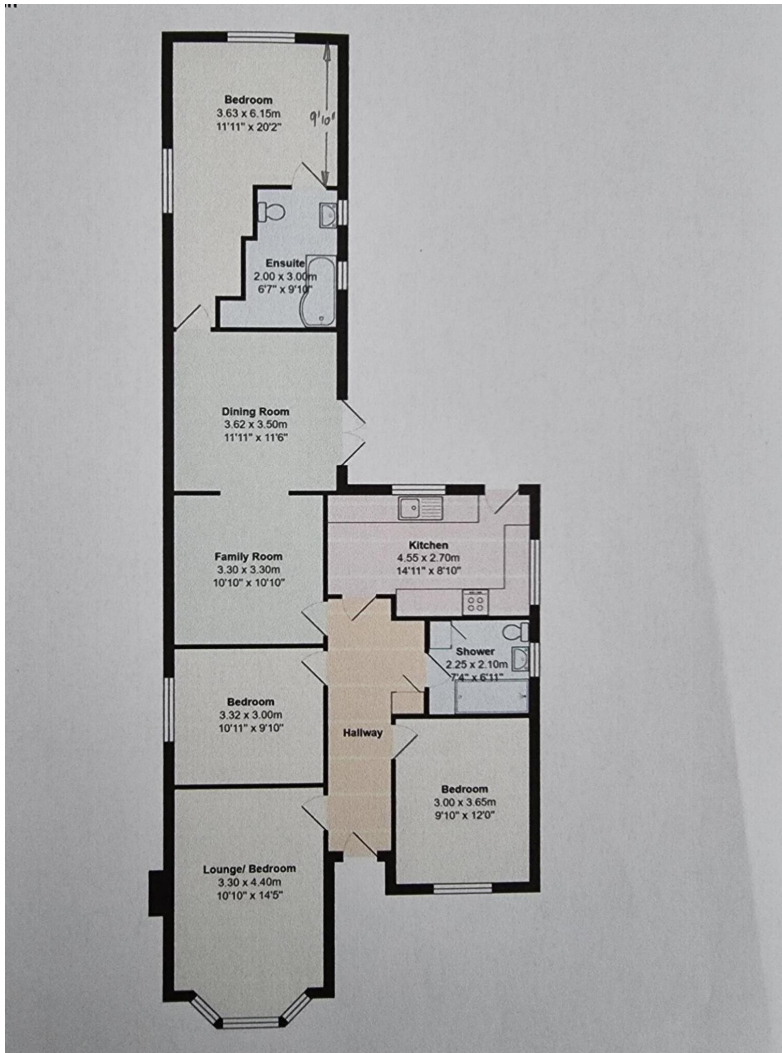 Bedroom
3.63 x 6.15m
11'11" x 20'2"
9'10"
Ensuite
2.00 x 3.00m
6'7" x 9'10"
Dining Room
3.62 x 3.50m
11'11" x 11'6"
Family Room
3.30 x 3.30m
10'10" x 10'10"
Kitchen
4.55 x 2.70m
14'11" x 8'10"
Shower
2.25 x 2.10m
7'4" x 6'11"
Bedroom
3.32 x 3.00m
10'11" x 9'10"
Hallway
Bedroom
3.00 x 3.65m
9'10" x 12'0"
Lounge/ Bedroom
3.30 x 4.40m
10'10" x 14'5"